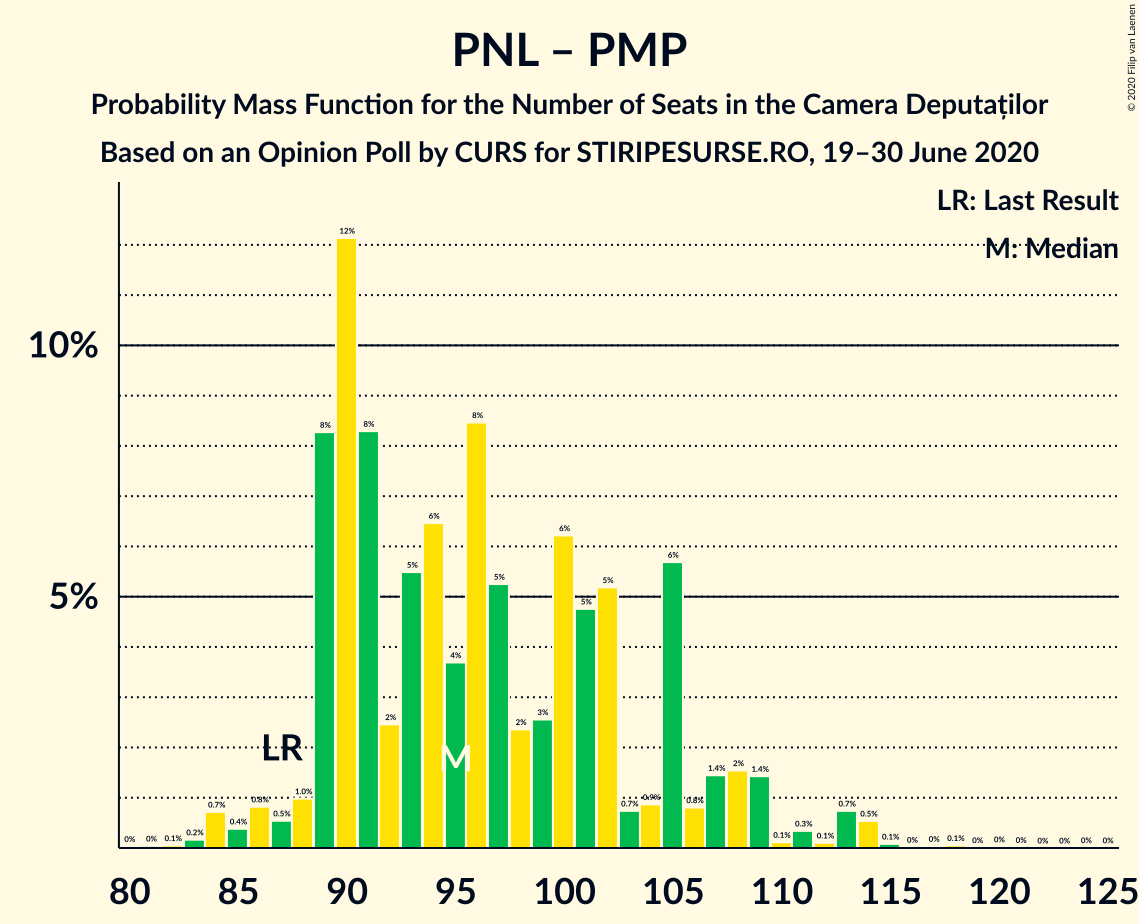 PNL – PMP
Probability Mass Function for the Number of Seats in the Camera Deputaților
Based on an Opinion Poll by CURS for STIRIPESURSE.RO, 19–30 June 2020
© 2020 Filip van Laenen
LR: Last Result
M: Median
10%
5%
0% 0% 0.1% 0.2% 0.7% 0.4% 0.8% 0.5% 1.0% 8% 12% 8% 2% 5% 6% 4% 8% 5% 2% 3% 6% 5% 5% 0.7% 0.9% 6% 0.8% 1.4% 2% 1.4% 0.1% 0.3% 0.1% 0.7% 0.5% 0.1% 0% 0% 0.1% 0% 0% 0% 0% 0% 0% 0%
LR
M
80 85 90 95 100 105 110 115 120 125